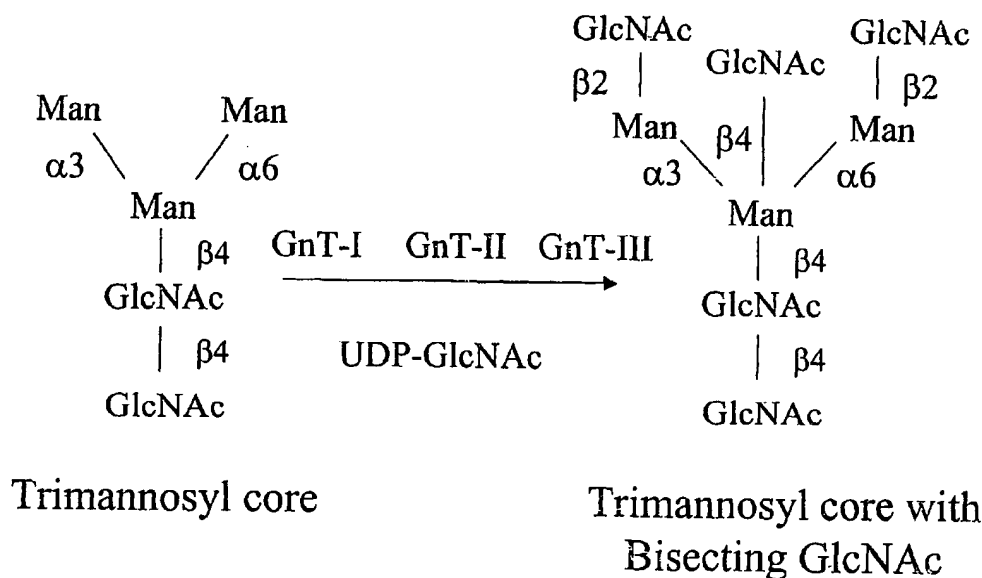 Man Man
α3 α6
Man
β4
GlcNAc
β4
GlcNAc
Trimannosyl core
GnT-I GnT-II GnT-III
UDP-GlcNAc
GlcNAc GlcNAc GlcNAc
β2 β2
Man β4 Man
α3 α6
Man
β4
GlcNAc
β4
GlcNAc
Trimannosyl core with
Bisecting GlcNAc